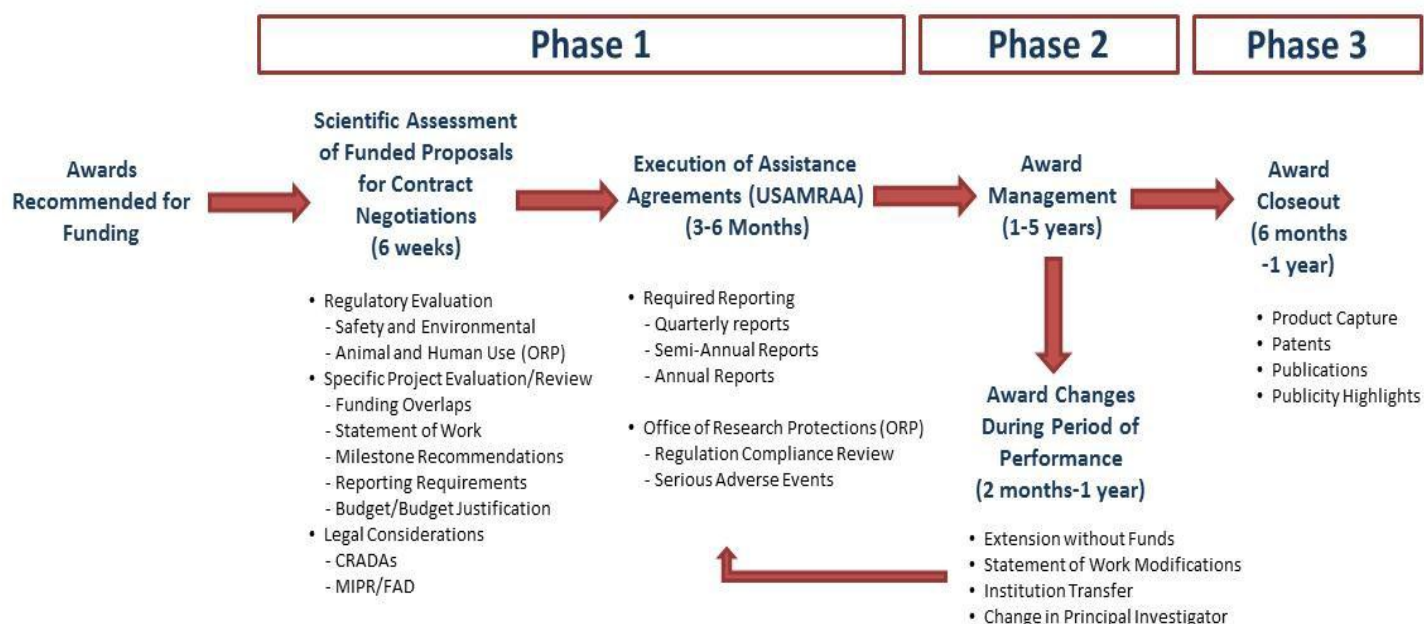 Phase 1
Phase 2
Phase 3
Awards
Recommended for
Funding
Scientific Assessment
of Funded Proposals
for Contract
Negotiations
(6 weeks)
• Regulatory Evaluation
- Safety and Environmental
- Animal and Human Use (ORP)
• Specific Project Evaluation/Review
- Funding Overlaps
- Statement of Work
- Milestone Recommendations
- Reporting Requirements
- Budget/Budget Justification
• Legal Considerations
- CRADAs
- MIPR/FAD
Execution of Assistance
Agreements (USAMRAA)
(3-6 Months)
• Required Reporting
- Quarterly reports
- Semi-Annual Reports
- Annual Reports
• Office of Research Protections (ORP)
- Regulation Compliance Review
- Serious Adverse Events
Award
Management
(1-5 years)
Award Changes
During Period of
Performance
(2 months-1 year)
• Extension without Funds
• Statement of Work Modifications
• Institution Transfer
• Change in Principal Investigator
Award
Closeout
(6 months
-1 year)
• Product Capture
• Patents
• Publications
• Publicity Highlights